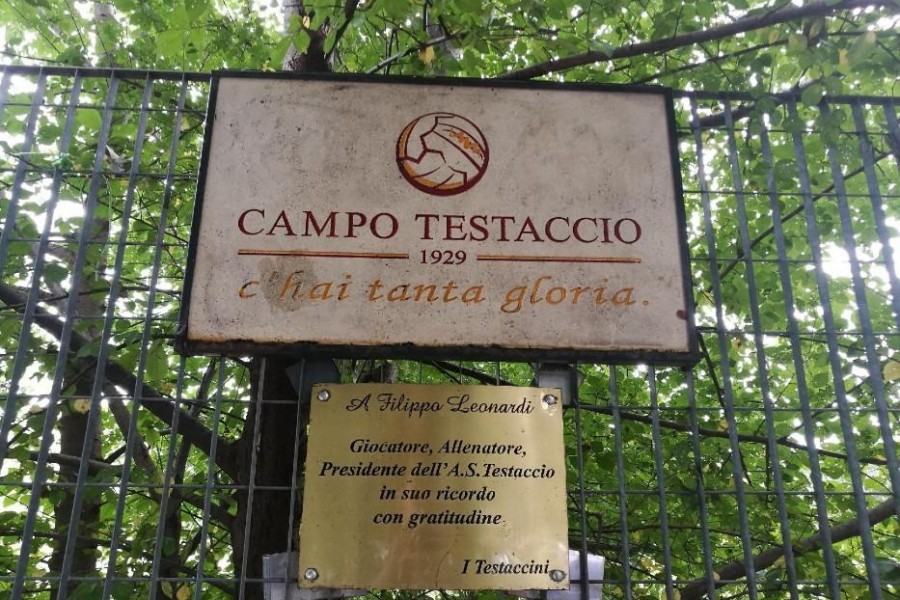 CAMPO TESTACCIO
1929
c'hai tanta gloria.
A Filippo Leonardi
Giocatore, Allenatore,
Presidente dell'A.S.Testaccio
in suo ricordo
con gratitudine
I Testaccini